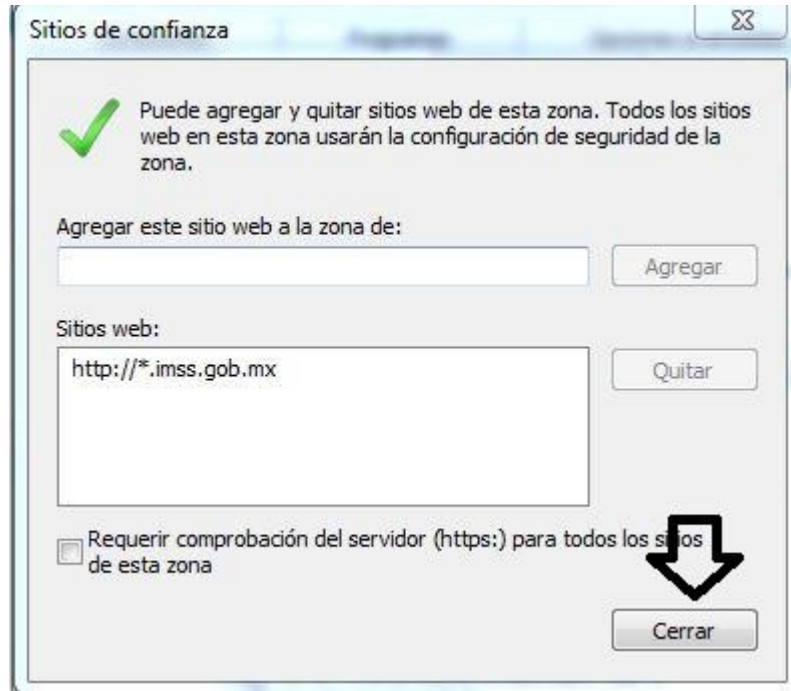 Sitios de confianza
Puede agregar y quitar sitios web de esta zona. Todos los sitios
web en esta zona usarán la configuración de seguridad de la
zona.
Agregar este sitio web a la zona de:
Agregar
Sitios web:
http://*.imss.gob.mx
Quitar
Requerir comprobación del servidor (https:) para todos los sitios
de esta zona
Cerrar